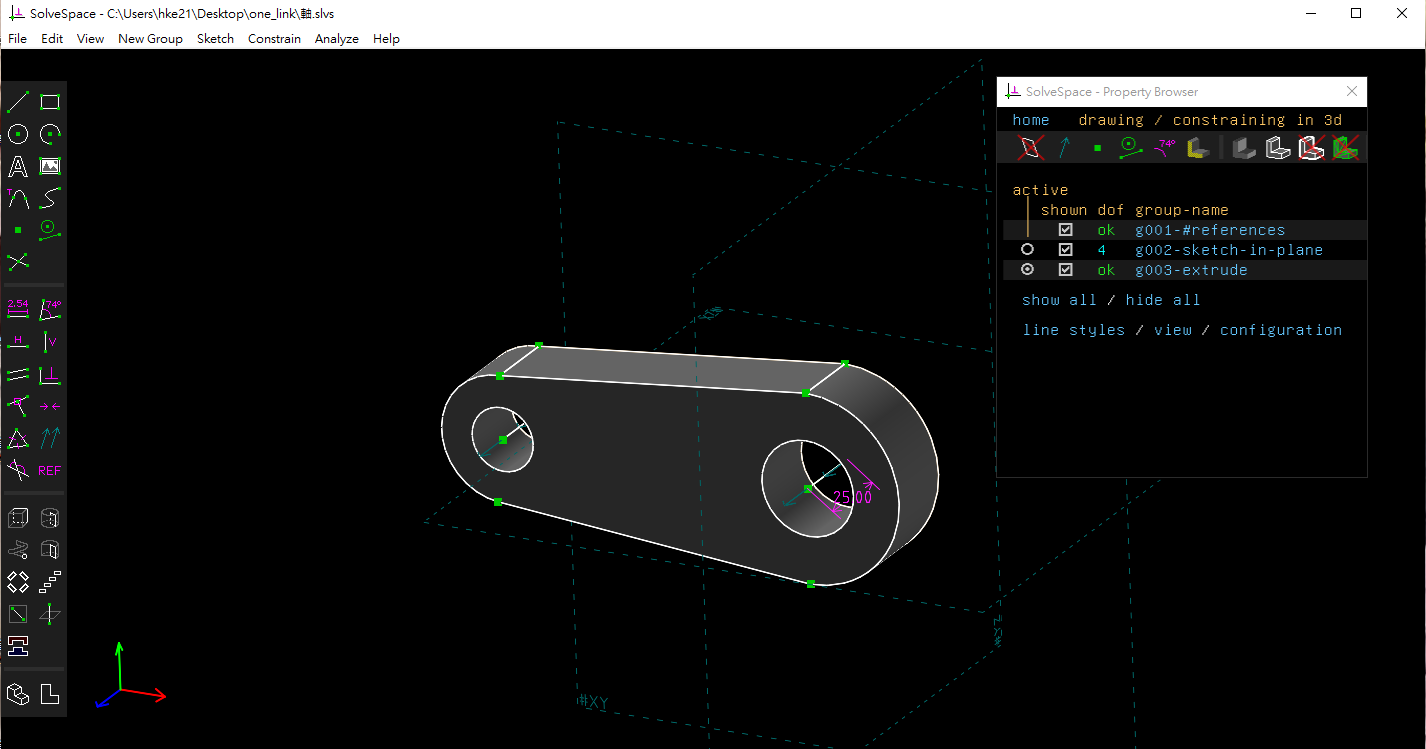 SolveSpace - C:\Users\hke21\Desktop\one_link\軸.slvs
File Edit View New Group Sketch Constrain Analyze Help
SolveSpace - Property Browser
home drawing / constraining in 3d
74°
active
shown dof group-name
ok g001-#references
4 g002-sketch-in-plane
ok g003-extrude
show all / hide all
line styles / view / configuration
A
T
2.54 74°
H V
REF
25.00
#XY